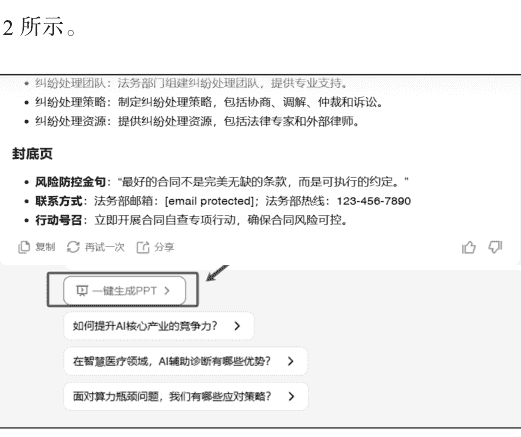 2 所示。
• 纠纷处理团队：法务部门组建纠纷处理团队，提供专业支持。
• 纠纷处理策略：制定纠纷处理策略，包括协商、调解、仲裁和诉讼。
• 纠纷处理资源：提供纠纷处理资源，包括法律专家和外部律师。
封底页
• 风险防控金句：“最好的合同不是完美无缺的条款，而是可执行的约定。”
• 联系方式：法务部邮箱：[email protected]；法务部热线：123-456-7890
• 行动号召：立即开展合同自查专项行动，确保合同风险可控。
复制 再试一次 分享
一键生成PPT >
如何提升AI核心产业的竞争力？ >
在智慧医疗领域，AI辅助诊断有哪些优势？ >
面对算力瓶颈问题，我们有哪些应对策略？ >